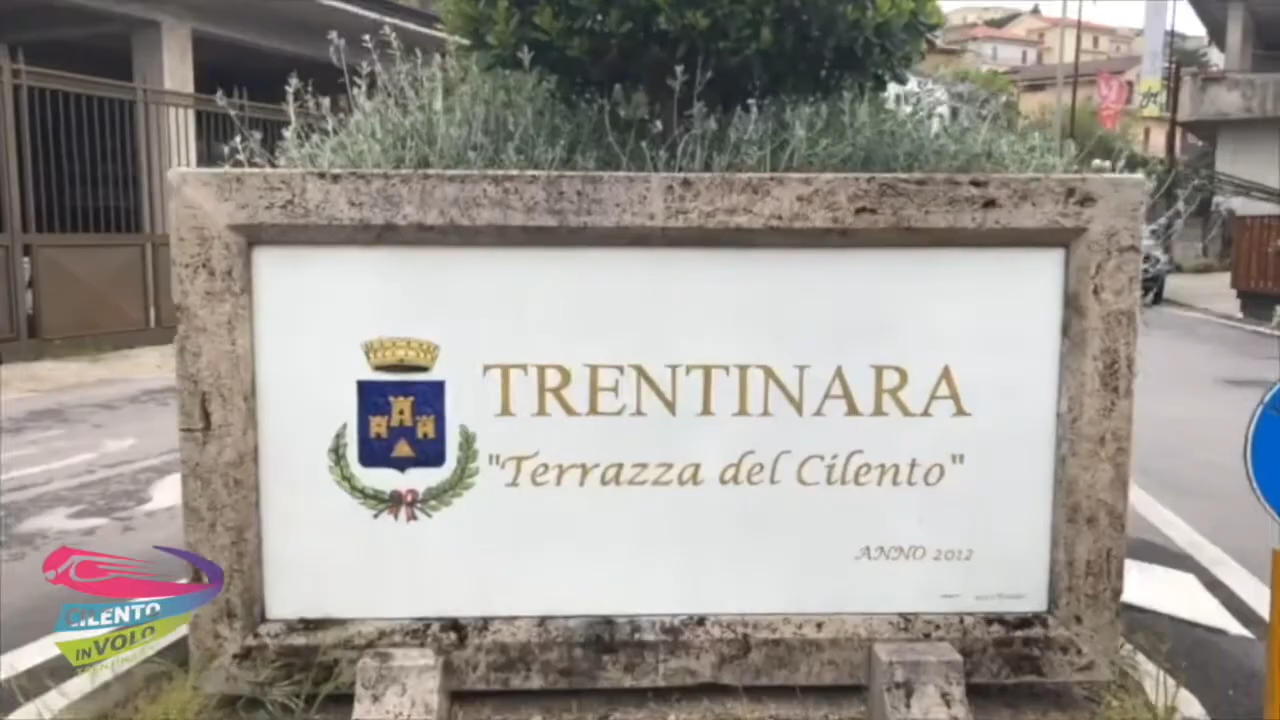 TRENTINARA
"Terrazza del Cilento"
ANNO 2012
CILENTO
IN VOLO